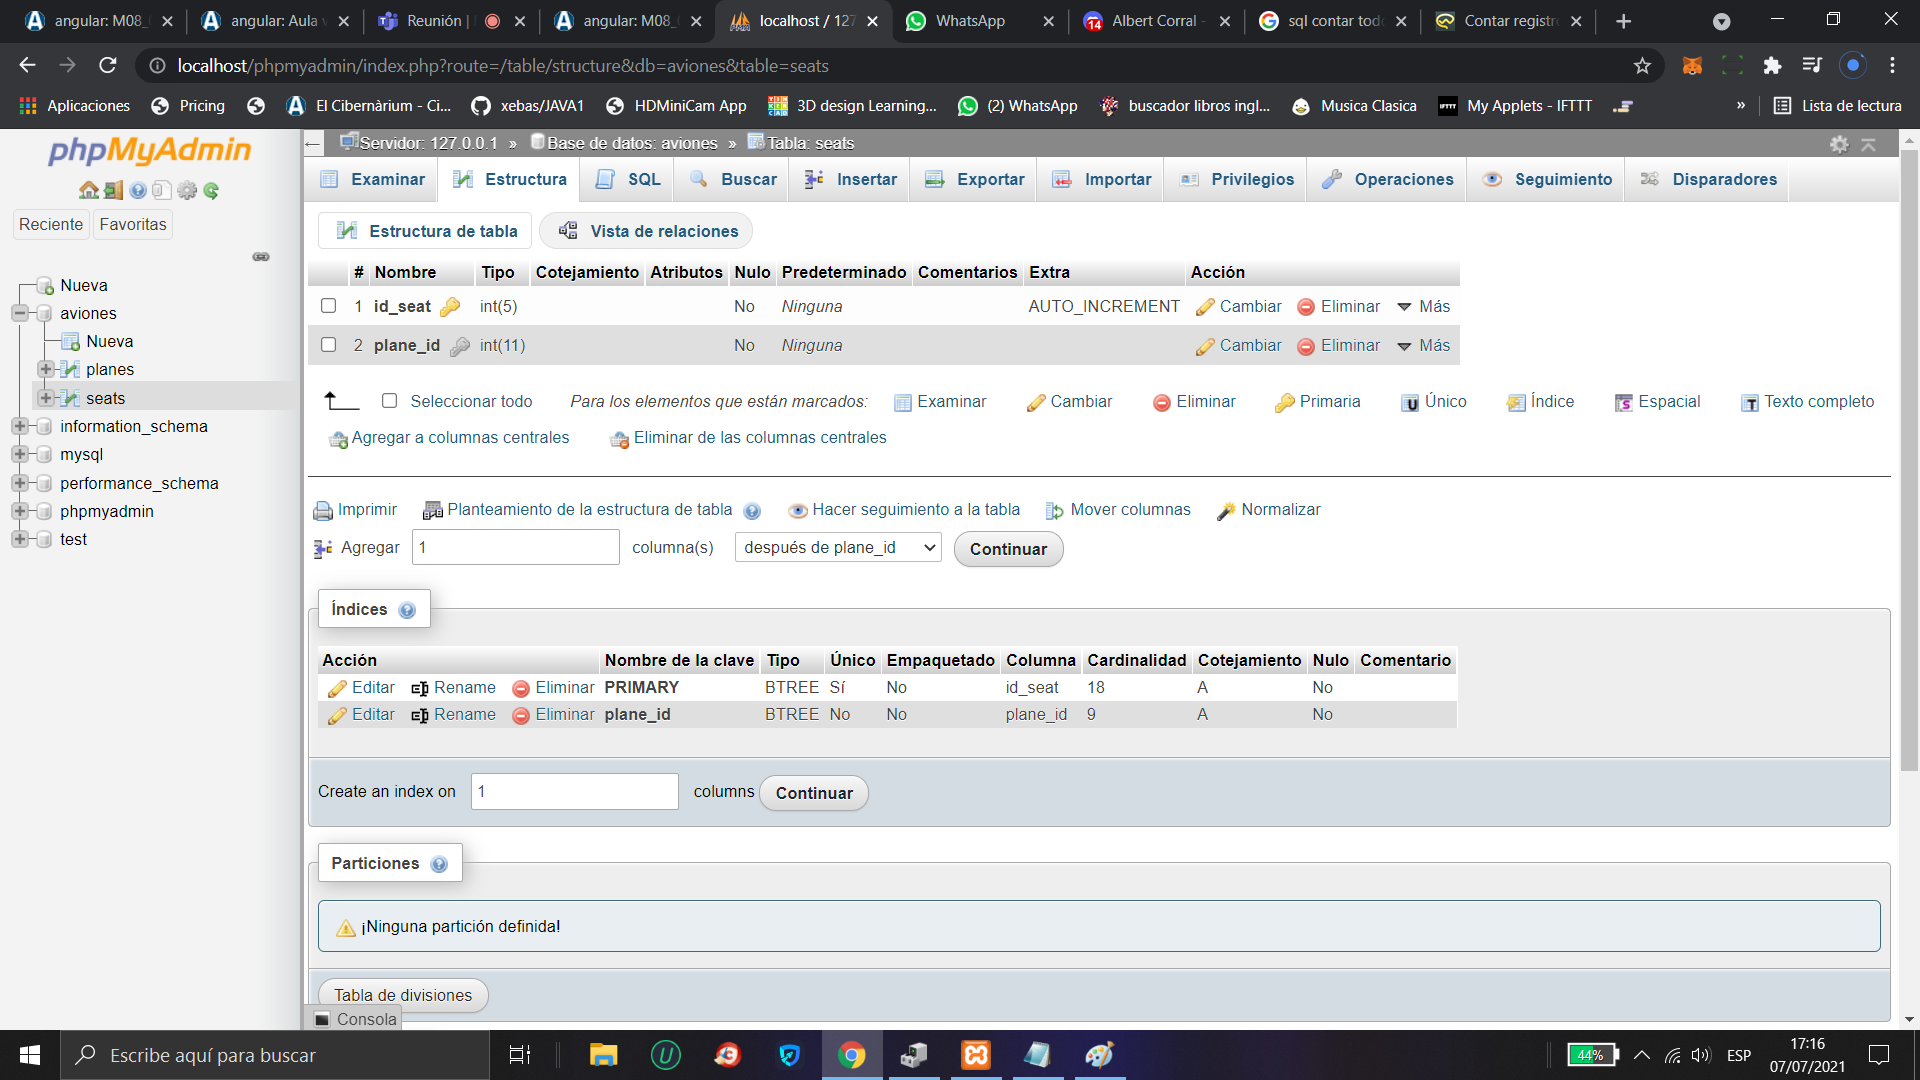 angular: M08_
angular: Aula v
Reunión |
angular: M08_
localhost / 127
WhatsApp
14
Albert Corral -
sql contar tod
Contar registr
localhost/phpmyadmin/index.php?route=/table/structure&db=aviones&table=seats
Aplicaciones
Pricing
El Cibernàrium - Ci...
xebas/JAVA1
HDMiniCam App
3D design Learning...
(2) WhatsApp
buscador libros ingl...
Musica Clasica
IFTTT
My Applets - IFTTT
»
Lista de lectura
phpMyAdmin
Reciente
Favoritas
Nueva
aviones
Nueva
planes
seats
information_schema
mysql
performance_schema
phpmyadmin
test
Servidor: 127.0.0.1 » Base de datos: aviones » Tabla: seats
Examinar Estructura SQL Buscar Insertar Exportar Importar Privilegios Operaciones Seguimiento Disparadores
Estructura de tabla Vista de relaciones
# Nombre Tipo Cotejamiento Atributos Nulo Predeterminado Comentarios Extra Acción
1 id_seat int(5) No Ninguna AUTO_INCREMENT Cambiar Eliminar Más
2 plane_id int(11) No Ninguna Cambiar Eliminar Más
Seleccionar todo Para los elementos que están marcados: Examinar Cambiar Eliminar Primaria Único Índice Espacial Texto completo
Agregar a columnas centrales Eliminar de las columnas centrales
Imprimir Planteamiento de la estructura de tabla Hacer seguimiento a la tabla Mover columnas Normalizar
Agregar 1 columna(s) después de plane_id Continuar
Índices
Acción Nombre de la clave Tipo Único Empaquetado Columna Cardinalidad Cotejamiento Nulo Comentario
Editar Rename Eliminar PRIMARY BTREE Sí No id_seat 18 A No
Editar Rename Eliminar plane_id BTREE No No plane_id 9 A No
Create an index on 1 columns Continuar
Particiones
¡Ninguna partición definida!
Tabla de divisiones
Consola
Escribe aquí para buscar
44%
ESP
17:16
07/07/2021